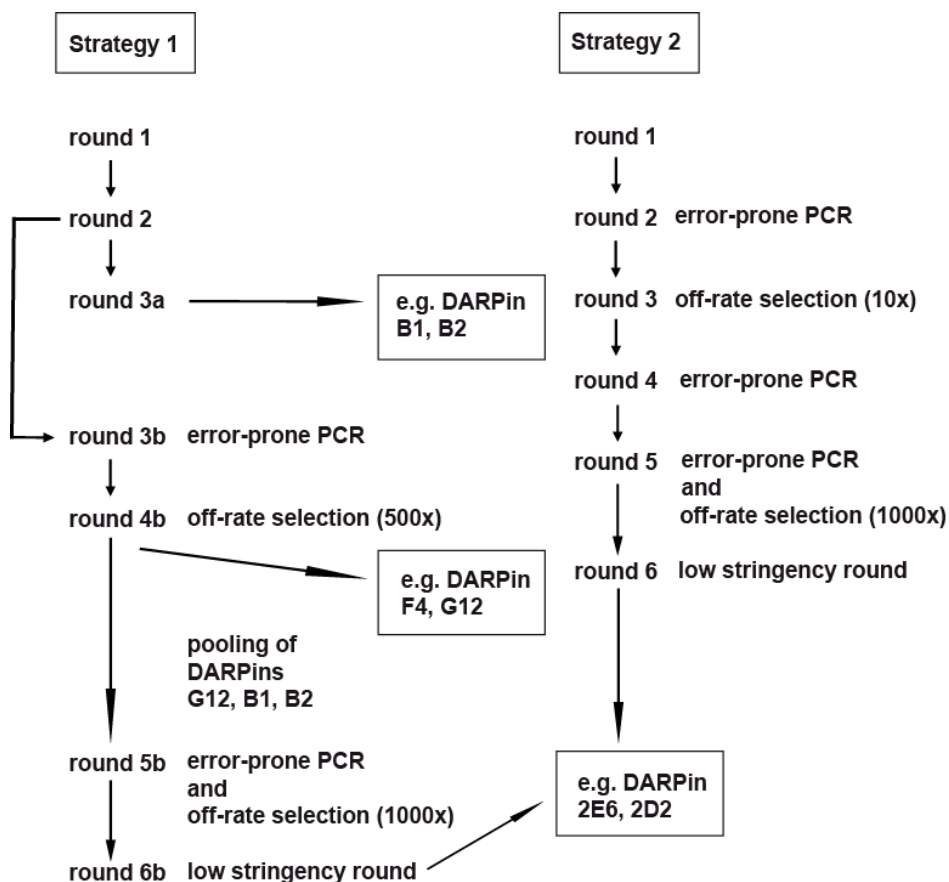 Strategy 1
round 1
round 2
round 3a
e.g. DARPin
B1, B2
round 3b error-prone PCR
round 4b off-rate selection (500x)
e.g. DARPin
F4, G12
pooling of
DARPins
G12, B1, B2
round 5b error-prone PCR
and
off-rate selection (1000x)
round 6b low stringency round
Strategy 2
round 1
round 2 error-prone PCR
round 3 off-rate selection (10x)
round 4 error-prone PCR
round 5 error-prone PCR
and
off-rate selection (1000x)
round 6 low stringency round
e.g. DARPin
2E6, 2D2